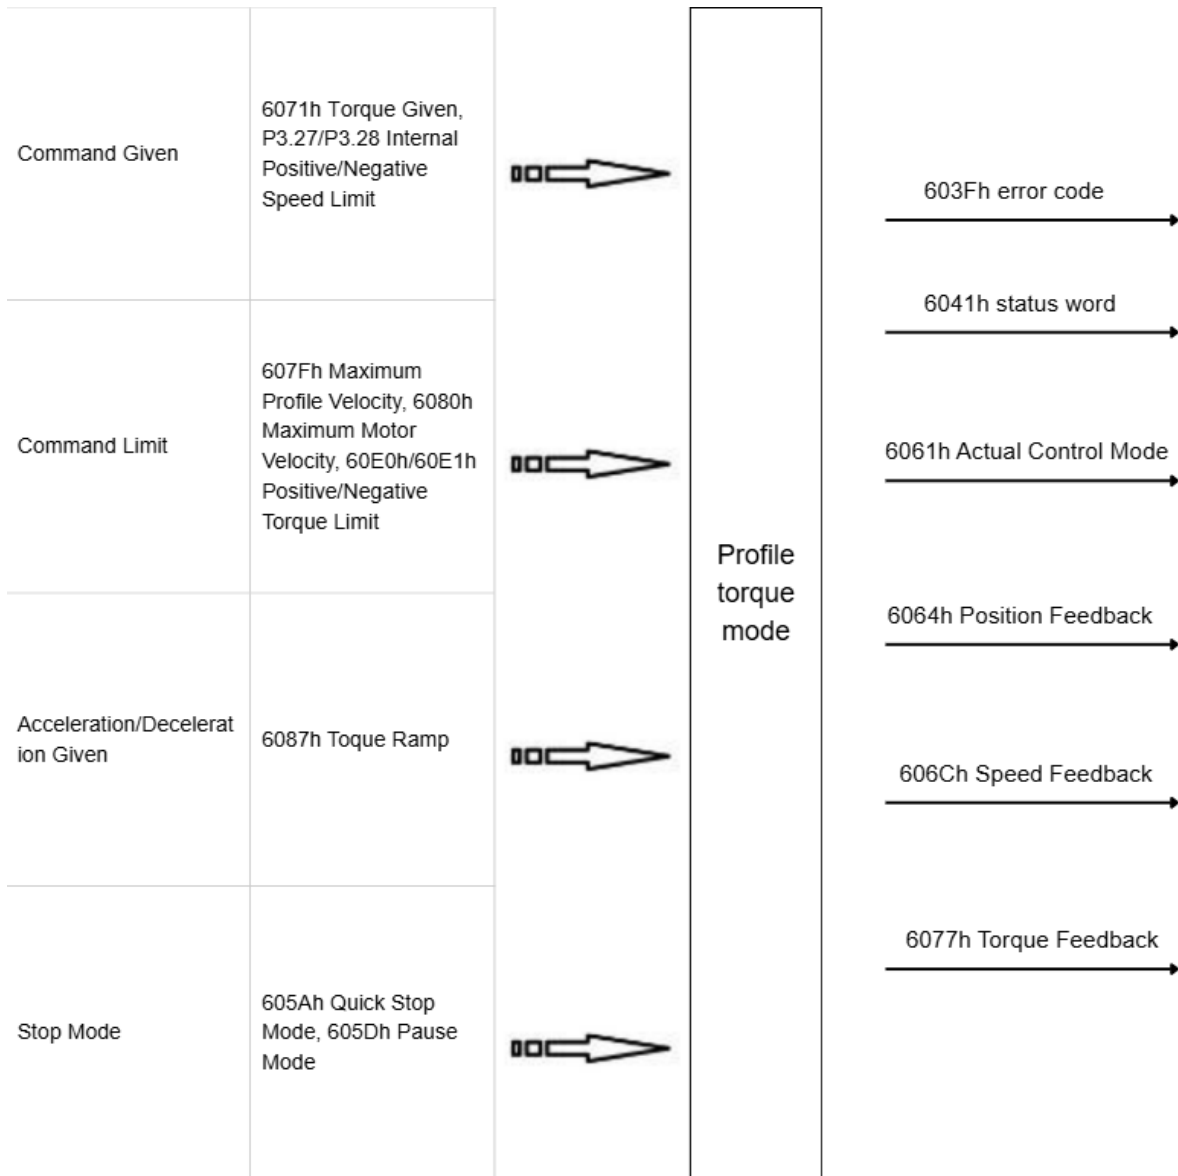 Command Given
6071h Torque Given,
P3.27/P3.28 Internal
Positive/Negative
Speed Limit
Command Limit
607Fh Maximum
Profile Velocity, 6080h
Maximum Motor
Velocity, 60E0h/60E1h
Positive/Negative
Torque Limit
Acceleration/Decelerat
ion Given
6087h Toque Ramp
Stop Mode
605Ah Quick Stop
Mode, 605Dh Pause
Mode
Profile
torque
mode
603Fh error code
6041h status word
6061h Actual Control Mode
6064h Position Feedback
606Ch Speed Feedback
6077h Torque Feedback